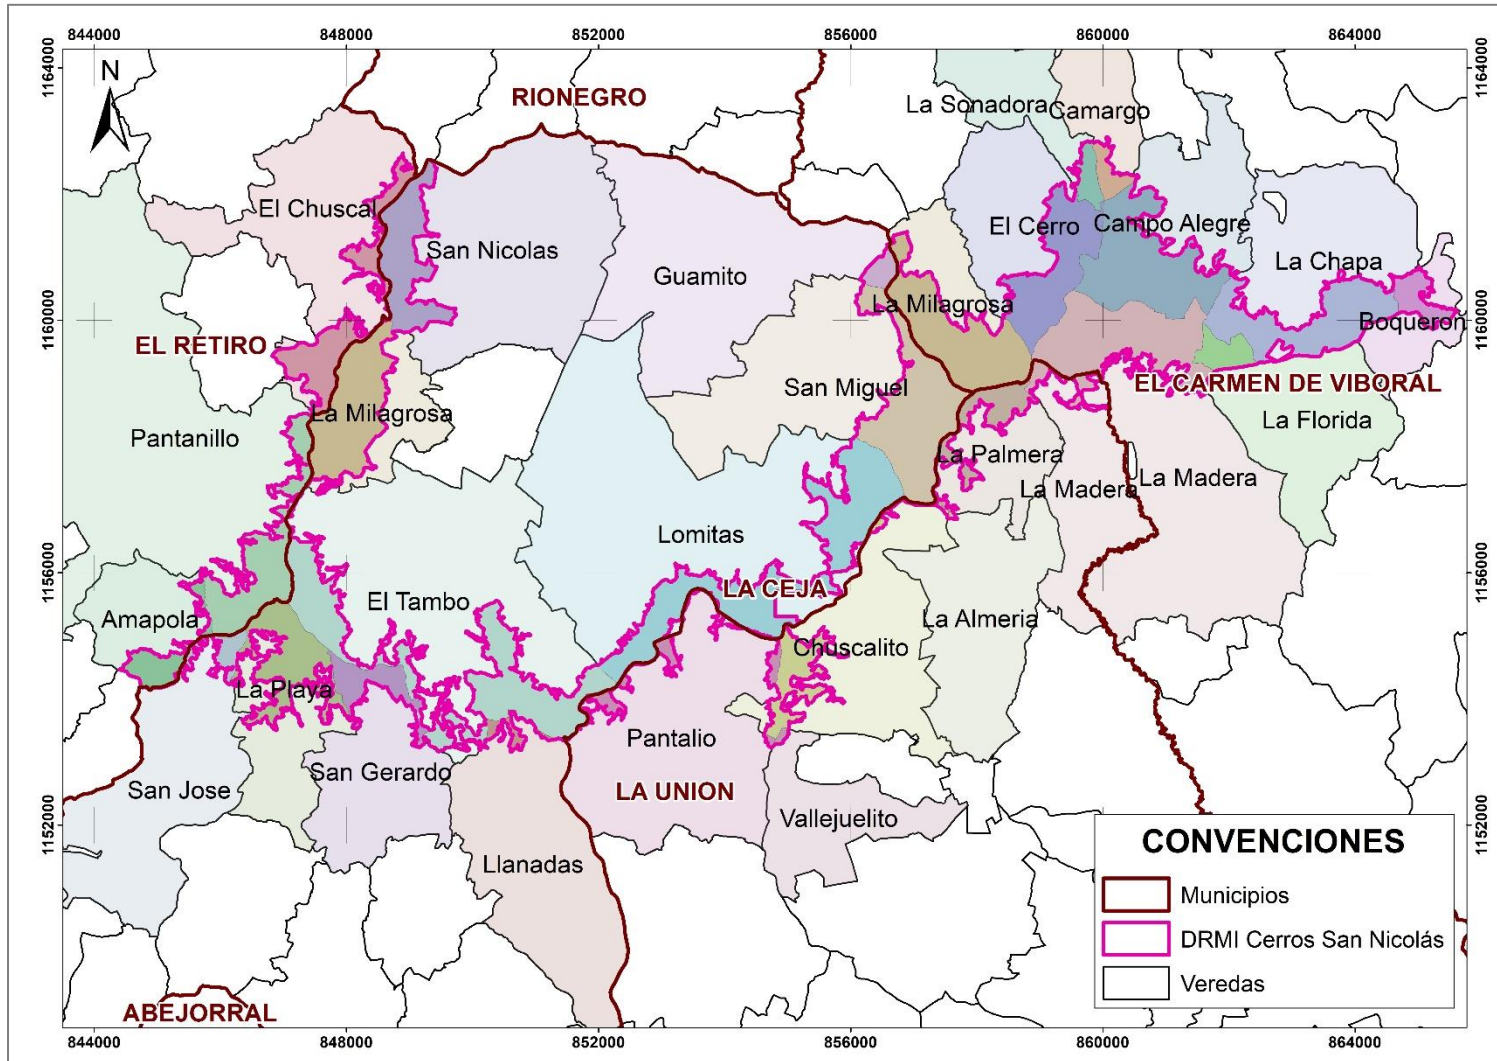 844000
848000
852000
856000
860000
864000
1164000
1164000
N
RIONEGRO
La Sonadora
Camargo
El Chuscal
San Nicolas
El Cerro
Campo Alegre
Guamito
La Chapa
La Milagrosa
1160000
1160000
Boqueron
EL RETIRO
San Miguel
EL CARMEN DE VIBORAL
La Milagrosa
La Florida
Pantanillo
La Palmera
La Madera
La Madera
Lomitas
1156000
1156000
LA CEJA
El Tambo
Amapola
La Almeria
Chuscalito
La Playa
Pantalio
San Gerardo
San Jose
LA UNION
Vallejuelito
1152000
1152000
Llanadas
ABEJORRAL
CONVENCIONES
Municipios
DRMI Cerros San Nicolás
Veredas
844000
848000
852000
856000
860000
864000